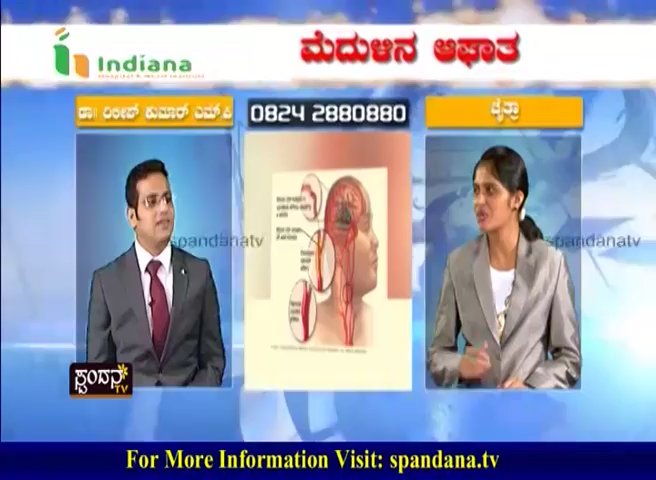 Indiana
Hospital & Heart Institute
ಮೆದುಳಿನ ಆಘಾತ
ಡಾ|| ದಿಲೀಪ್ ಕುಮಾರ್ ಎಮ್.ಪಿ
0824 2880880
ಚೈತ್ರಾ
spandanatv
spandanatv
ಸ್ಪಂದನ
TV
For More Information Visit: spandana.tv